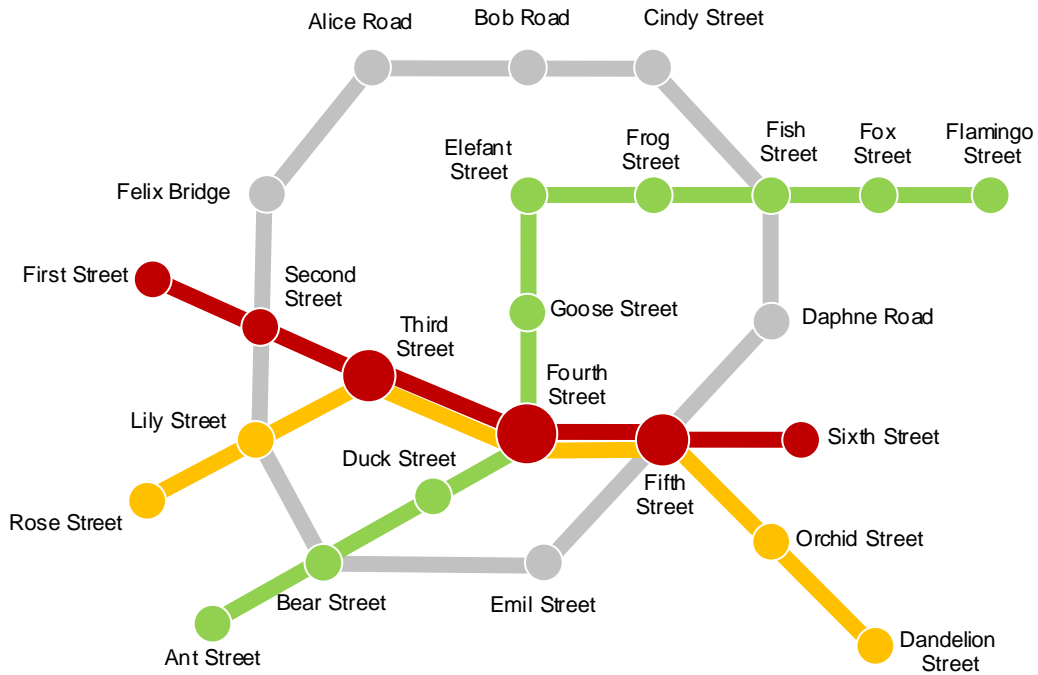 Alice Road
Bob Road
Cindy Street
Elefant
Street
Frog
Street
Fish
Street
Fox
Street
Flamingo
Street
Felix Bridge
First Street
Second
Street
Third
Street
Goose Street
Daphne Road
Fourth
Street
Lily Street
Duck Street
Sixth Street
Fifth
Street
Rose Street
Orchid Street
Bear Street
Emil Street
Ant Street
Dandelion
Street